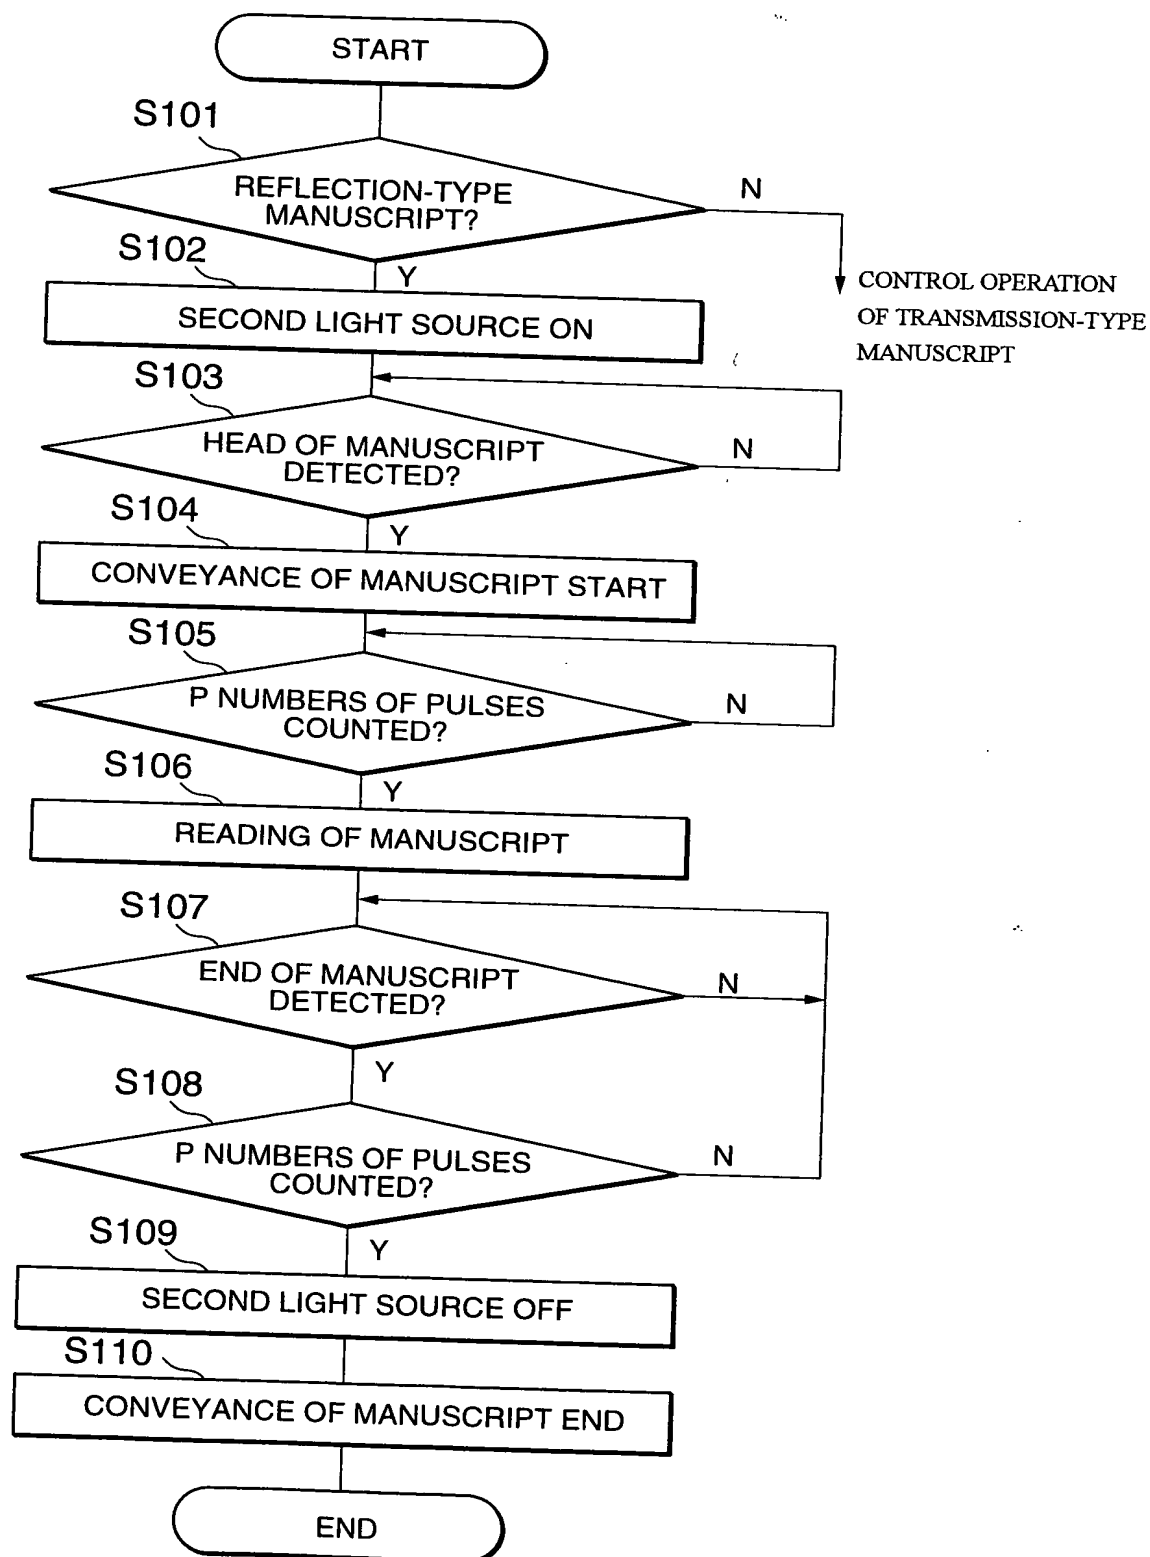 START
S101
REFLECTION-TYPE
MANUSCRIPT?
N
S102
Y
CONTROL OPERATION
OF TRANSMISSION-TYPE
MANUSCRIPT
SECOND LIGHT SOURCE ON
S103
HEAD OF MANUSCRIPT
DETECTED?
N
S104
Y
CONVEYANCE OF MANUSCRIPT START
S105
P NUMBERS OF PULSES
COUNTED?
N
S106
Y
READING OF MANUSCRIPT
S107
END OF MANUSCRIPT
DETECTED?
N
S108
Y
P NUMBERS OF PULSES
COUNTED?
N
S109
Y
SECOND LIGHT SOURCE OFF
S110
CONVEYANCE OF MANUSCRIPT END
END